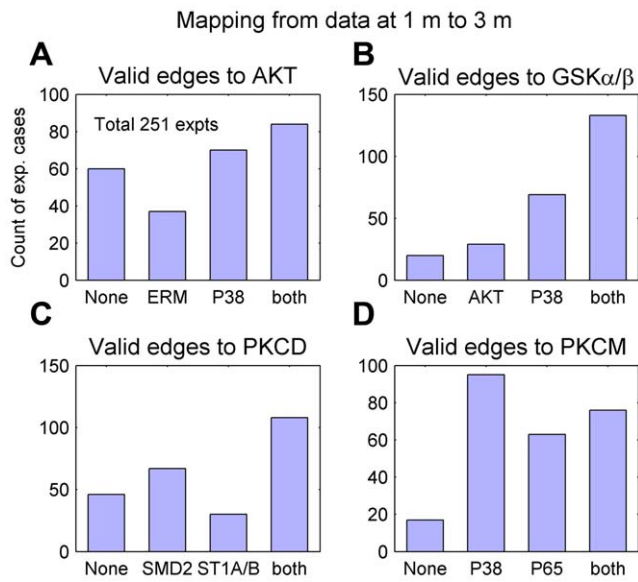 Mapping from data at 1 m to 3 m
A
Valid edges to AKT
Count of exp. cases
100
80
60
40
20
0
Total 251 expts
None ERM P38 both
B
Valid edges to GSKα/β
150
100
50
0
None AKT P38 both
C
Valid edges to PKCD
150
100
50
0
None SMD2 ST1A/B both
D
Valid edges to PKCM
100
80
60
40
20
0
None P38 P65 both